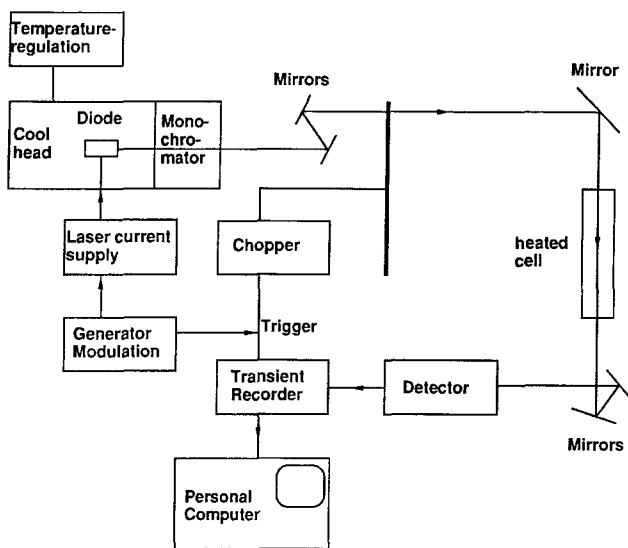 Temperature-
regulation
Mirrors
Mirror
Diode
Cool
head
Mono-
chro-
mator
Laser current
supply
Chopper
heated
cell
Generator
Modulation
Trigger
Transient
Recorder
Detector
Mirrors
Personal
Computer